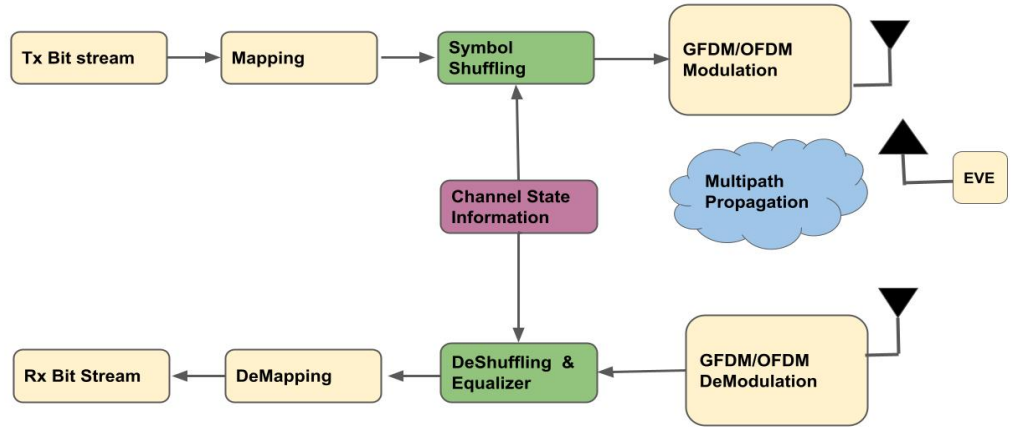 Tx Bit stream
Mapping
Symbol
Shuffling
GFDM/OFDM
Modulation
Multipath
Propagation
EVE
Channel State
Information
Rx Bit Stream
DeMapping
DeShuffling &
Equalizer
GFDM/OFDM
DeModulation